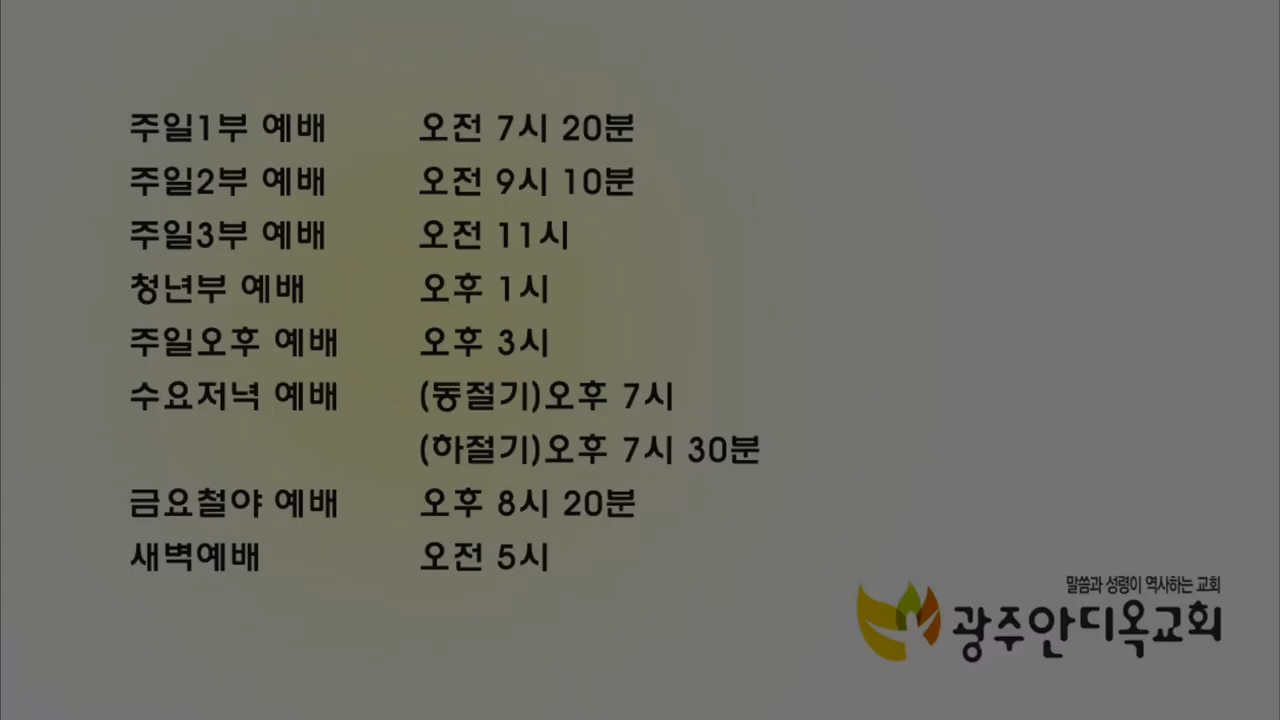 주일1부 예배 오전 7시 20분
주일2부 예배 오전 9시 10분
주일3부 예배 오전 11시
청년부 예배 오후 1시
주일오후 예배 오후 3시
수요저녁 예배 (동절기)오후 7시
(하절기)오후 7시 30분
금요철야 예배 오후 8시 20분
새벽예배 오전 5시
말씀과 성령이 역사하는 교회
광주안디옥교회